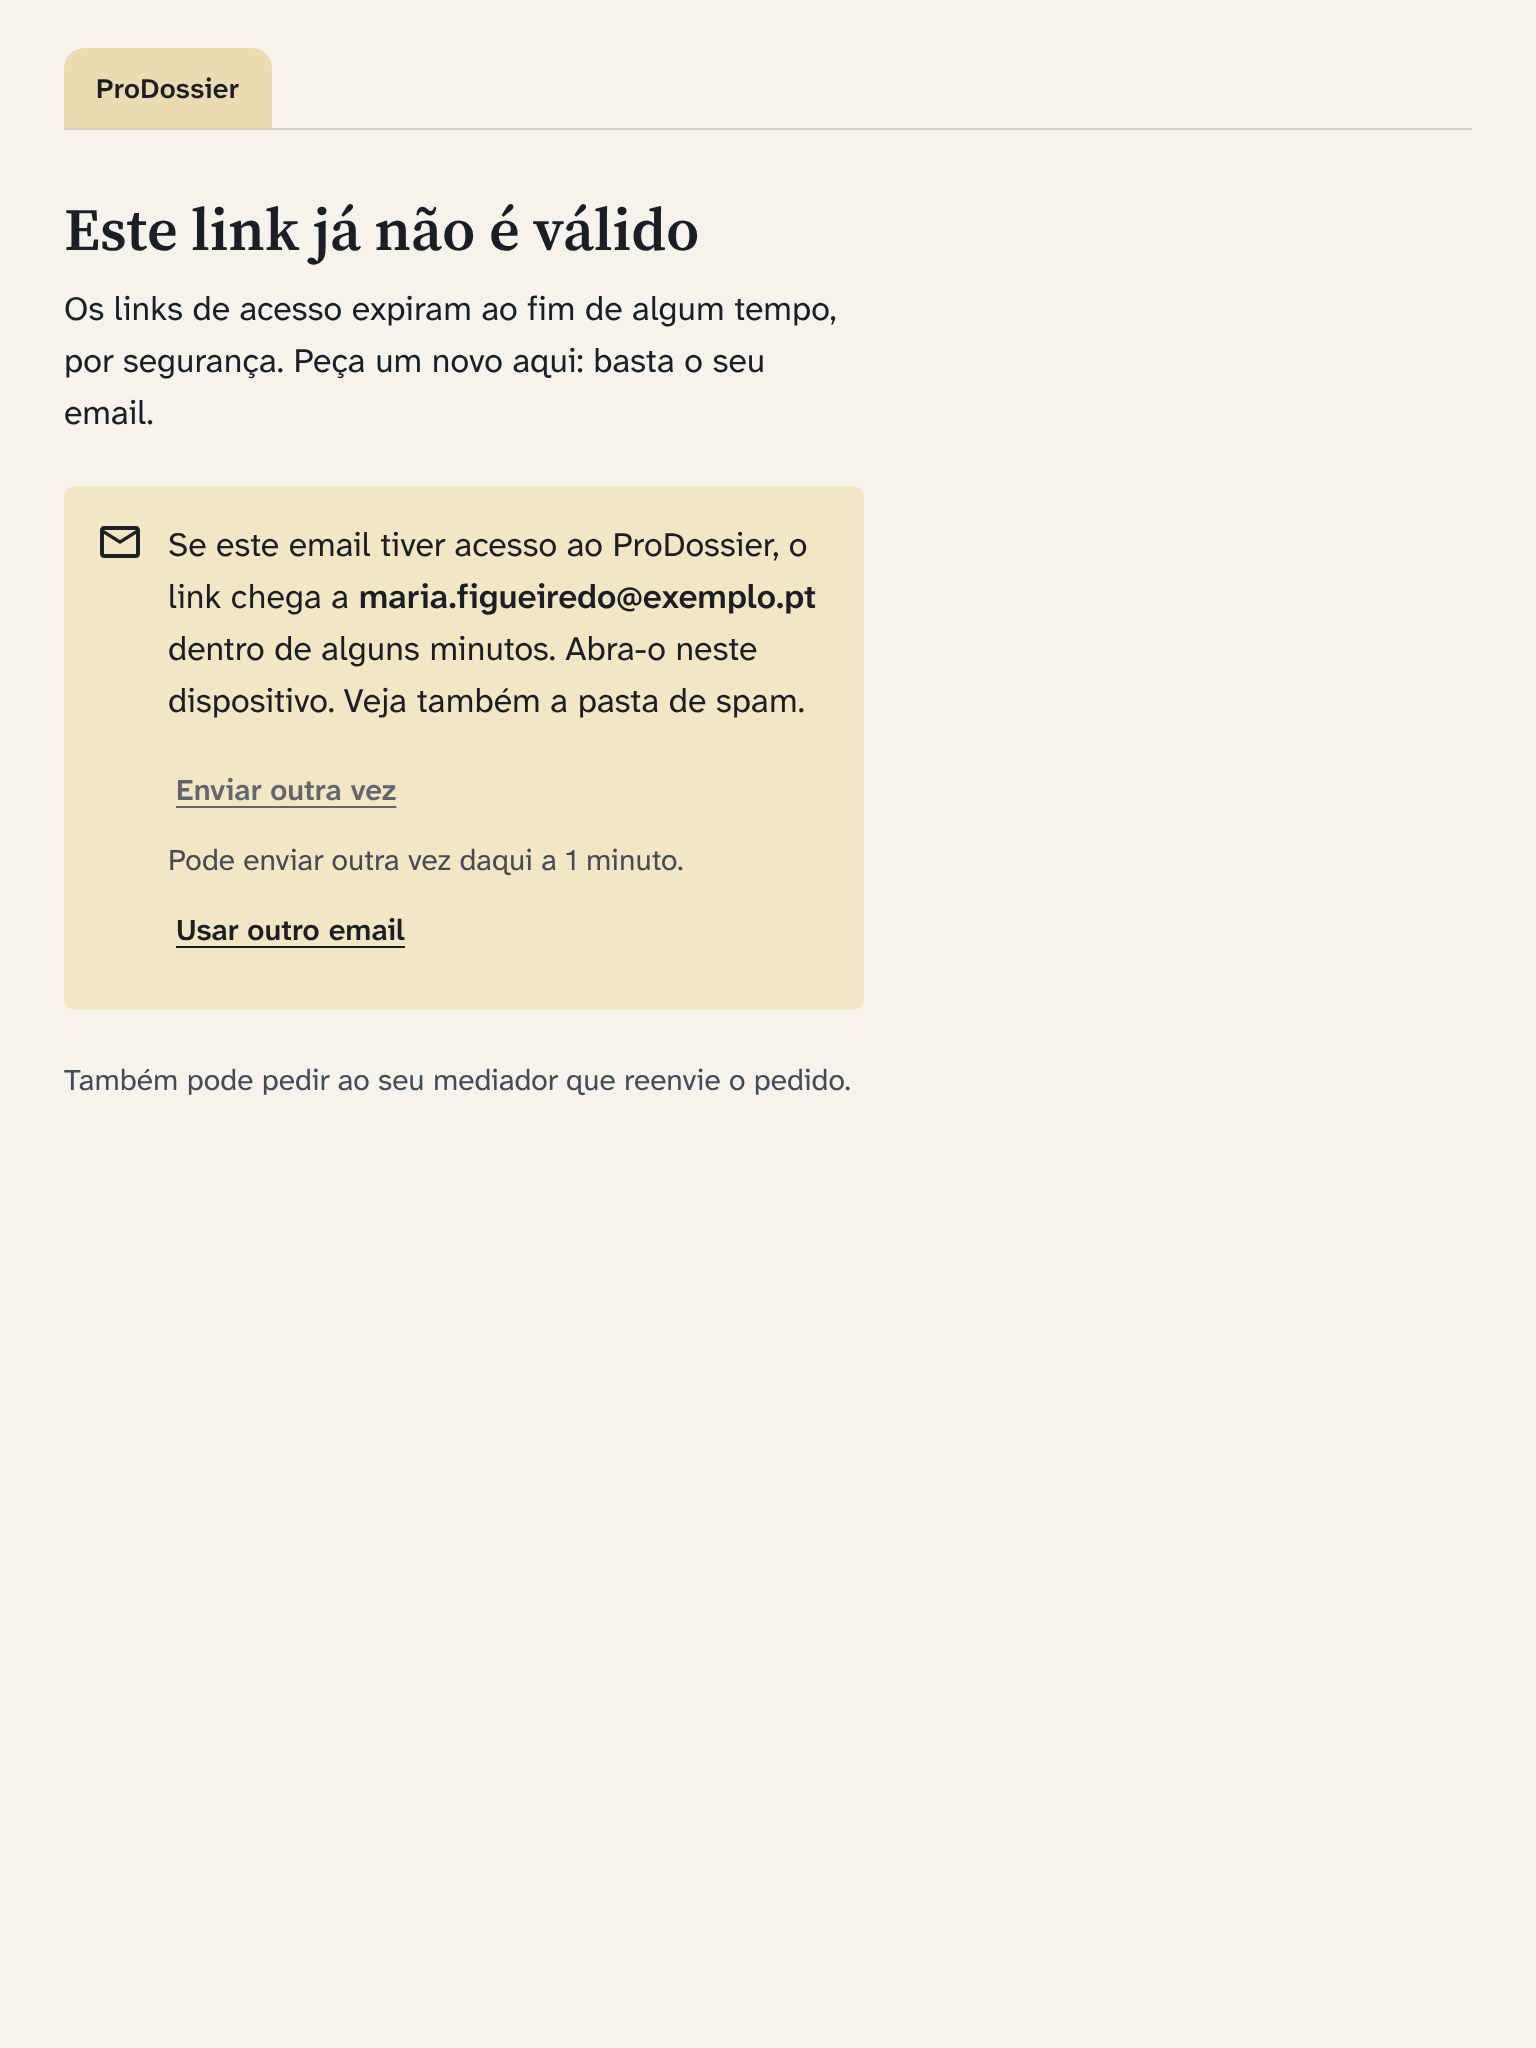 ProDossier
Este link já não é válido
Os links de acesso expiram ao fim de algum tempo,
por segurança. Peça um novo aqui: basta o seu
email.
Se este email tiver acesso ao ProDossier, o
link chega a maria.figueiredo@exemplo.pt
dentro de alguns minutos. Abra-o neste
dispositivo. Veja também a pasta de spam.
Enviar outra vez
Pode enviar outra vez daqui a 1 minuto.
Usar outro email
Também pode pedir ao seu mediador que reenvie o pedido.